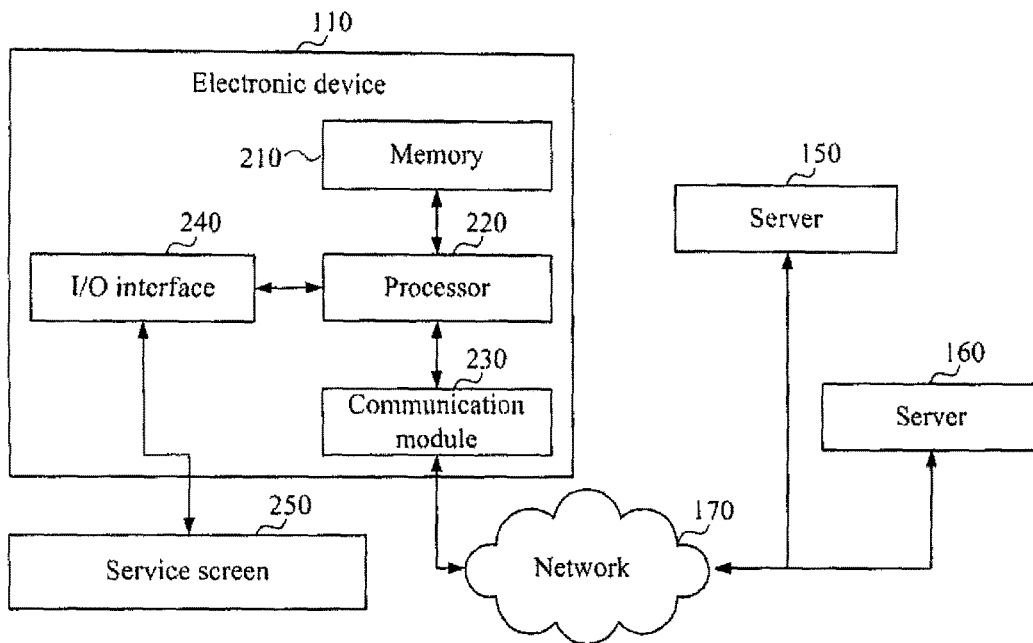 110
Electronic device
210
Memory
240
I/O interface
220
Processor
230
Communication
module
150
Server
160
Server
250
Service screen
170
Network